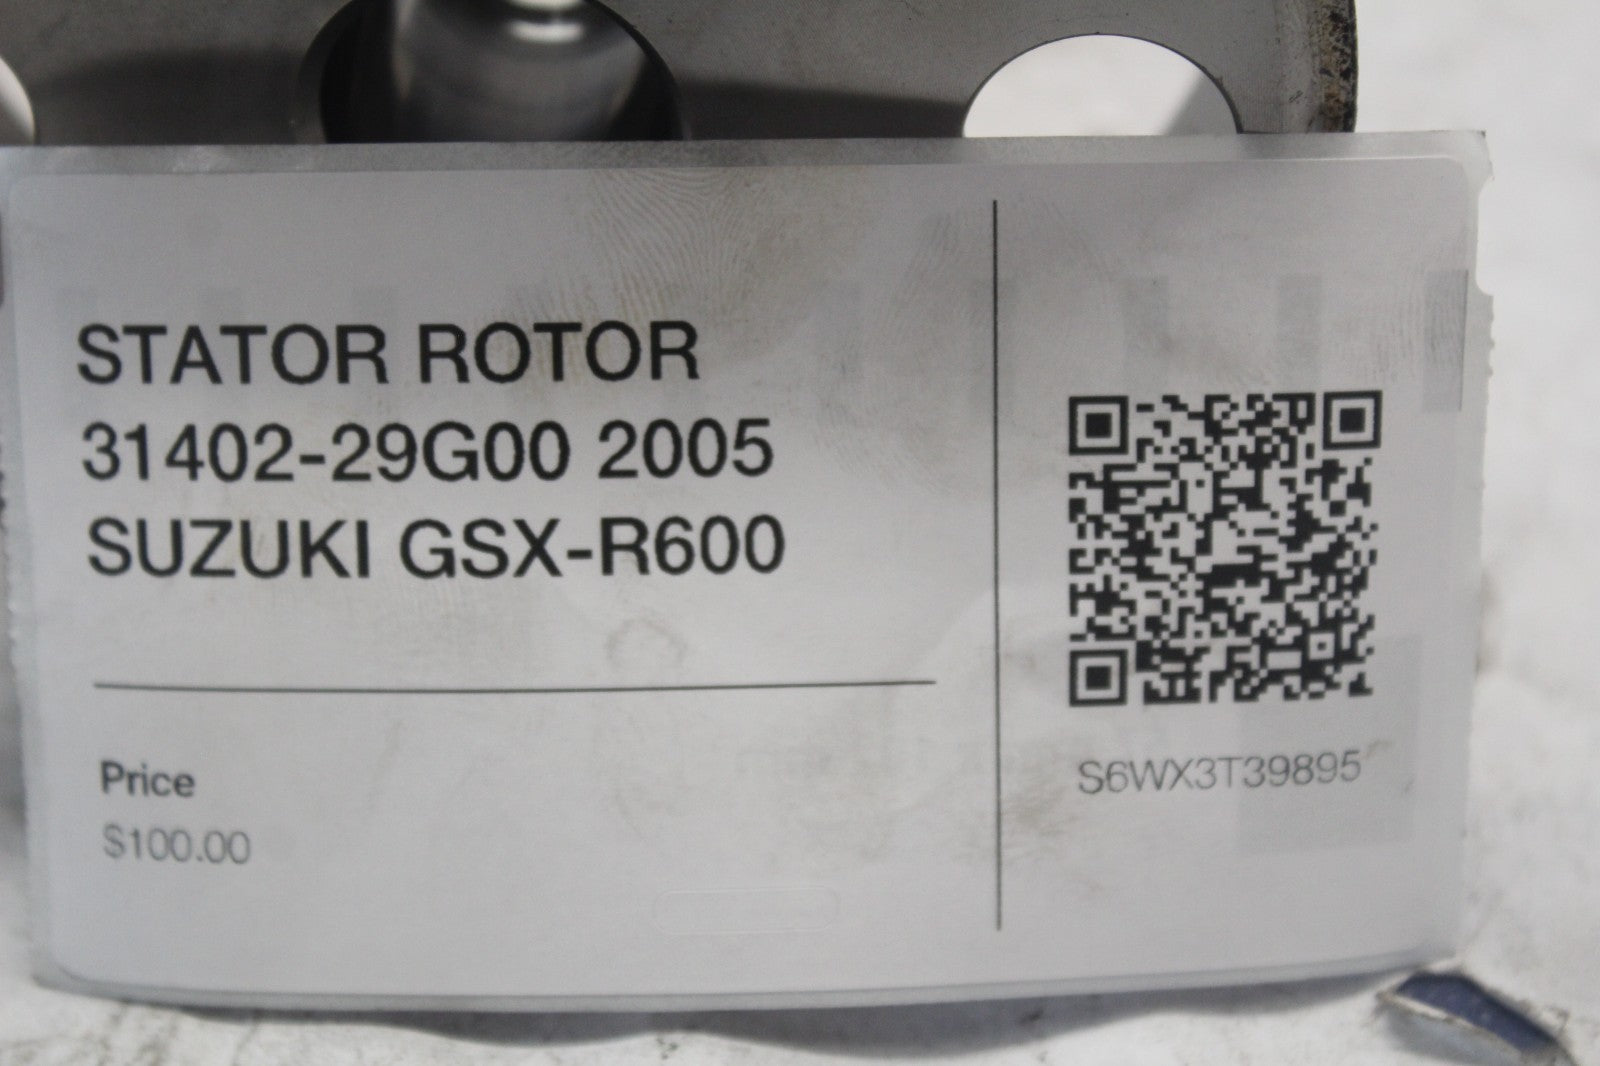 STATOR ROTOR
31402-29G00 2005
SUZUKI GSX-R600
Price
$100.00
S6WX3T39895